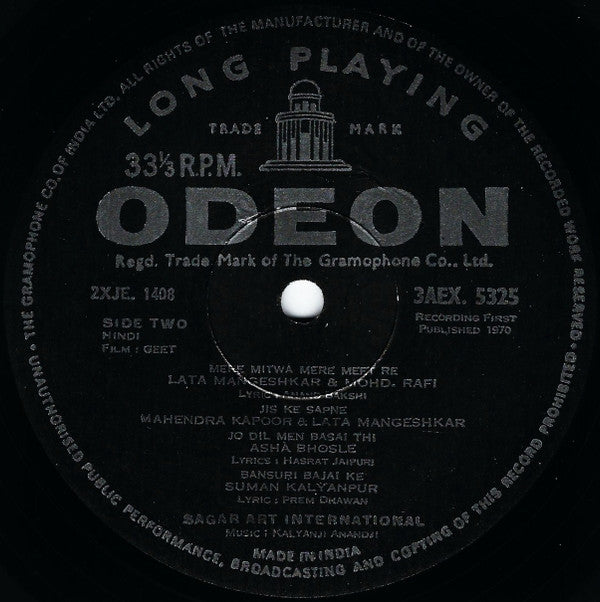 THE GRAMOPHONE CO. OF INDIA LTD. ALL RIGHTS OF THE MANUFACTURER AND OF THE OWNER OF THE RECORDED WORK RESERVED
UNAUTHORISED PUBLIC PERFORMANCE, BROADCASTING AND COPYING OF THIS RECORD PROHIBITED
LONG PLAYING
TRADE MARK
33⅓ R.P.M.
ODEON
Regd. Trade Mark of The Gramophone Co., Ltd.
2XJE. 1408
3AEX. 5325
SIDE TWO
RECORDING FIRST
HINDI
PUBLISHED 1970
FILM : GEET
MERE MITWA MERE MEET RE
LATA MANGESHKAR & MOHD. RAFI
LYRIC : ANAND BAKSHI
JIS KE SAPNE
MAHENDRA KAPOOR & LATA MANGESHKAR
JO DIL MEN BASAI THI
ASHA BHOSLE
LYRICS : HASRAT JAIPURI
BANSURI BAJAI KE
SUMAN KALYANPUR
LYRIC : PREM DHAWAN
SAGAR ART INTERNATIONAL
MUSIC : KALYANJI ANANDJI
MADE IN INDIA